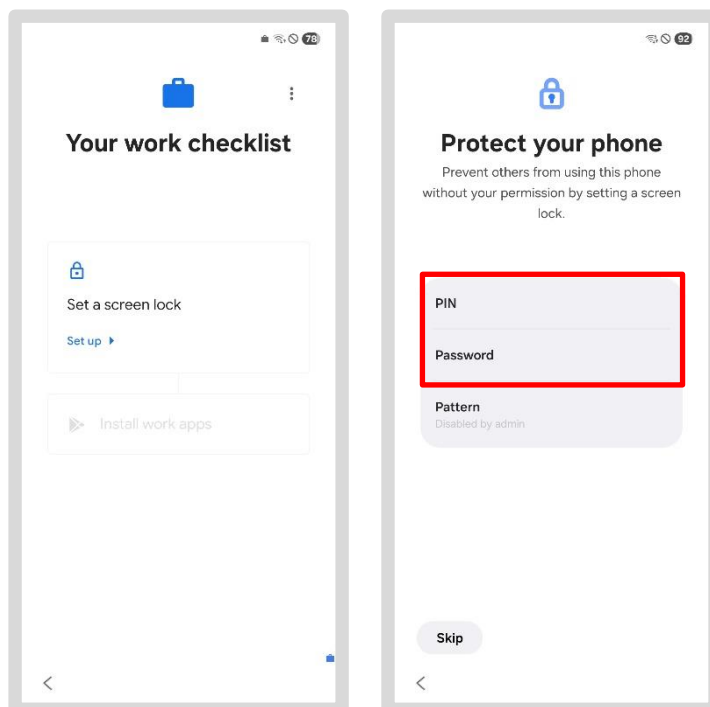 78
Your work checklist
Set a screen lock
Set up
Install work apps
92
Protect your phone
Prevent others from using this phone
without your permission by setting a screen
lock.
PIN
Password
Pattern
Disabled by admin
Skip